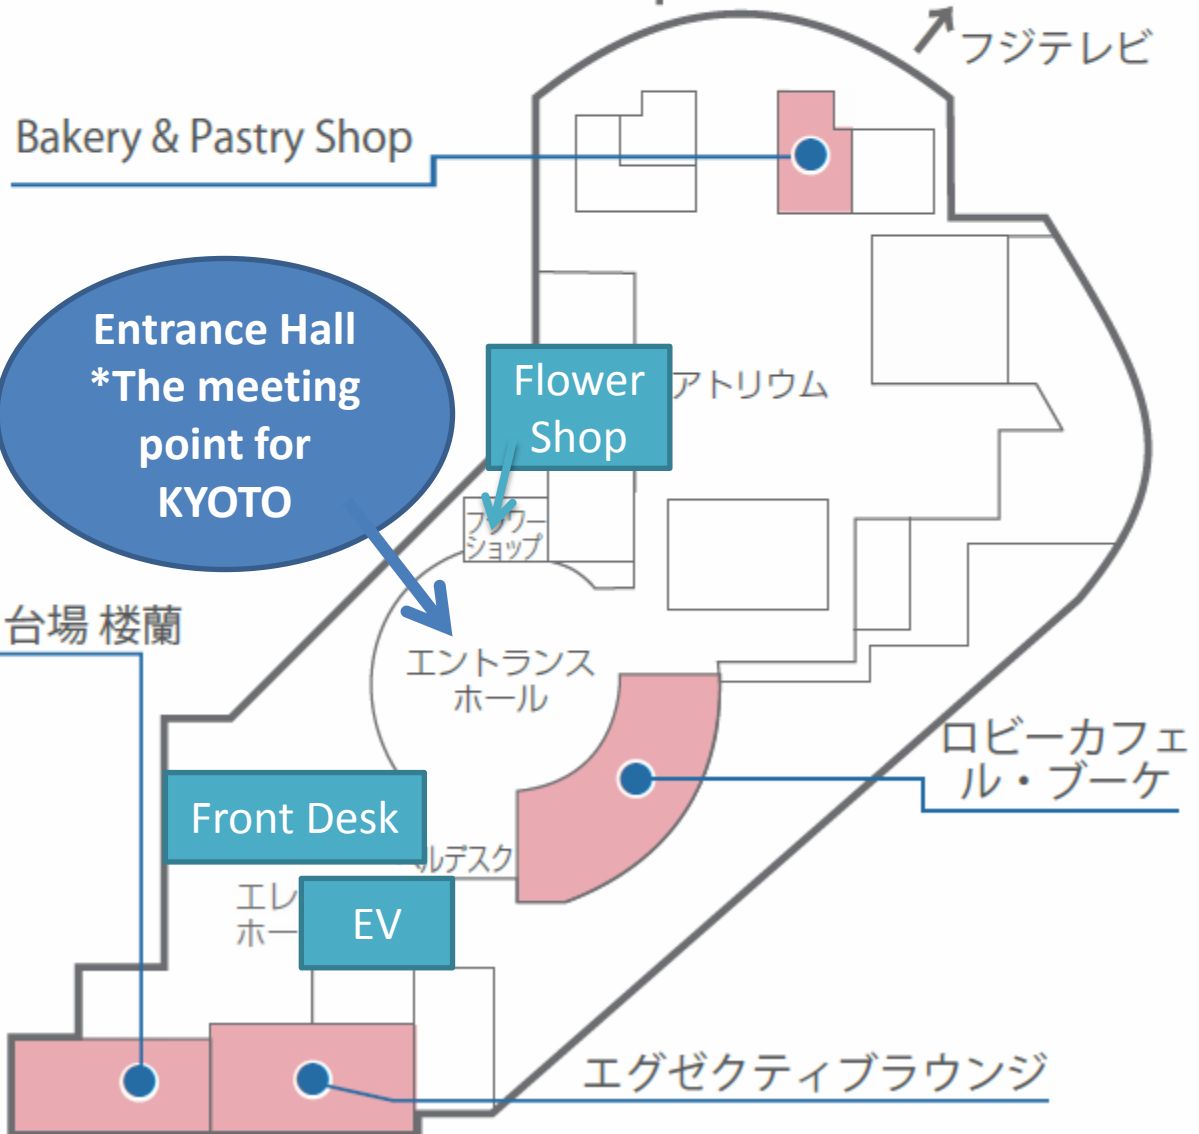 フジテレビ
Bakery & Pastry Shop
Entrance Hall
*The meeting
point for
KYOTO
Flower
Shop
アトリウム
フラワー
ショップ
台場 楼蘭
エントランス
ホール
ロビーカフェ
ル・ブーケ
Front Desk
ルデスク
エレ
ホー
EV
エグゼクティブラウンジ